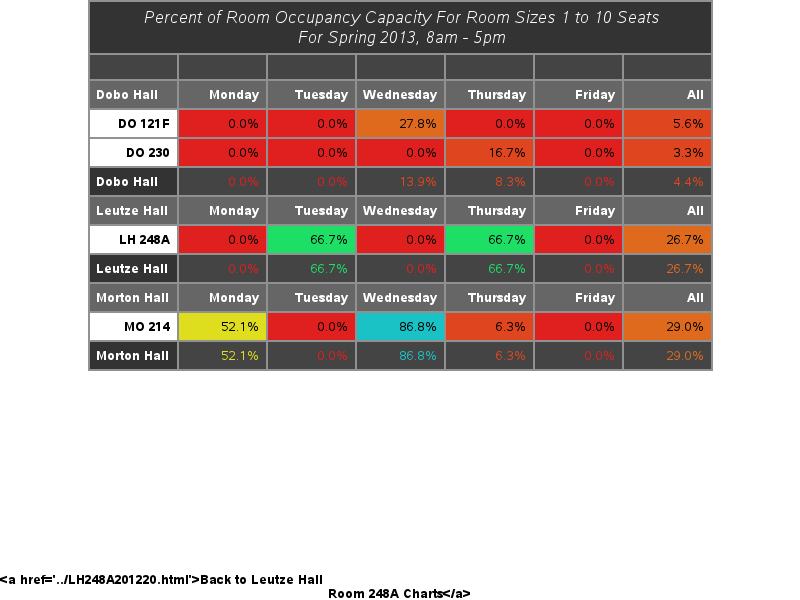 Percent of Room Occupancy Capacity For Room Sizes 1 to 10 Seats
For Spring 2013, 8am - 5pm
Dobo Hall Monday Tuesday Wednesday Thursday Friday All
DO 121F 0.0% 0.0% 27.8% 0.0% 0.0% 5.6%
DO 230 0.0% 0.0% 0.0% 16.7% 0.0% 3.3%
Dobo Hall 0.0% 0.0% 13.9% 8.3% 0.0% 4.4%
Leutze Hall Monday Tuesday Wednesday Thursday Friday All
LH 248A 0.0% 66.7% 0.0% 66.7% 0.0% 26.7%
Leutze Hall 0.0% 66.7% 0.0% 66.7% 0.0% 26.7%
Morton Hall Monday Tuesday Wednesday Thursday Friday All
MO 214 52.1% 0.0% 86.8% 6.3% 0.0% 29.0%
Morton Hall 52.1% 0.0% 86.8% 6.3% 0.0% 29.0%
<a href='../LH248A201220.html'>Back to Leutze Hall
Room 248A Charts</a>